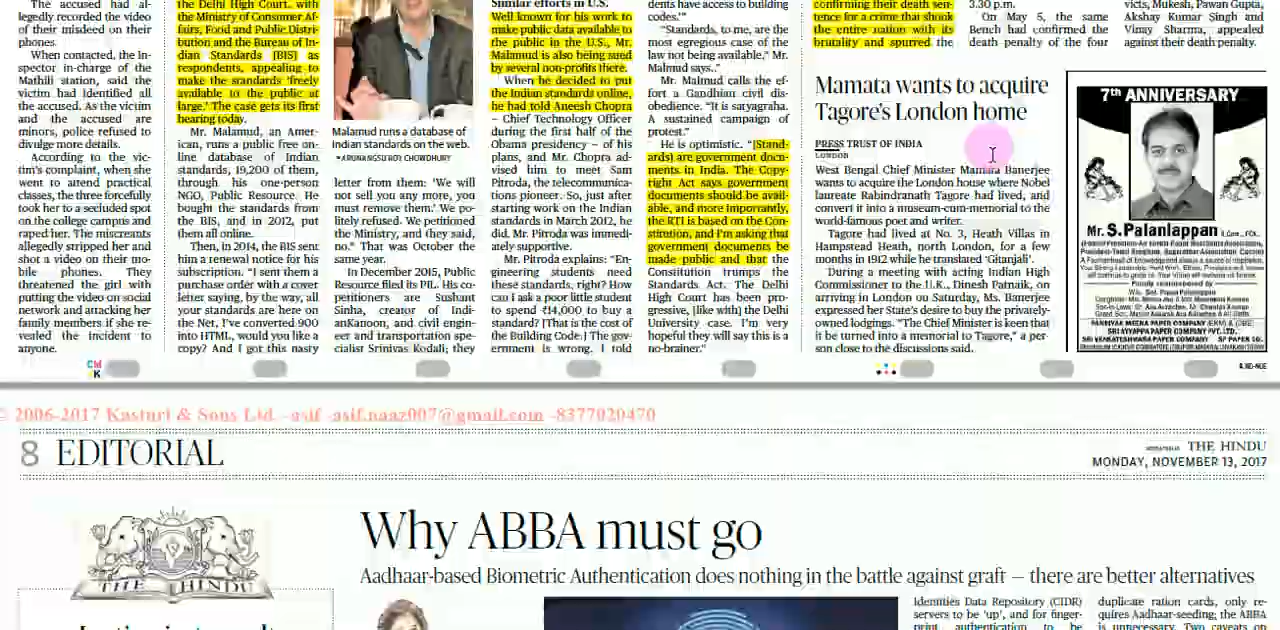 The accused had al-
legedly recorded the video
of their misdeed on their
phones.
When contacted, the in-
spector in-charge of the
Mathili station, said the
victim had identified all
the accused. As the victim
and the accused are
minors, police refused to
divulge more details.
According to the vic-
tim's complaint, when she
went to attend practical
classes, the three forcefully
took her to a secluded spot
on the college campus and
raped her. The miscreants
allegedly stripped her and
shot a video on their mo-
bile phones. They
threatened the girl with
putting the video on social
network and attacking her
family members if she re-
vealed the incident to
anyone.
the Delhi High Court, with
the Ministry of Consumer Af-
fairs, Food and Public Distri-
bution and the Bureau of In-
dian Standards [BIS] as
respondents, appealing to
make the standards 'freely
available to the public at
large.' The case gets its first
hearing today.
Mr. Malamud, an Amer-
ican, runs a public free on-
line database of Indian
standards, 19,200 of them,
through his one-person
NGO, Public Resource. He
bought the standards from
the BIS, and in 2012, put
them all online.
Then, in 2014, the BIS sent
him a renewal notice for his
subscription. "I sent them a
purchase order with a cover
letter saying, by the way, all
your standards are here on
the Net, I've converted 900
into HTML, would you like a
copy? And I got this nasty
Malamud runs a database of
Indian standards on the web.
• ARUNANGSU ROY CHOWDHURY
letter from them: 'We will
not sell you any more, you
must remove them.' We po-
litely refused. We petitioned
the Ministry, and they said,
no." That was October the
same year.
In December 2015, Public
Resource filed its PIL. His co-
petitioners are Sushant
Sinha, creator of Indi-
anKanoon, and civil engin-
eer and transportation spe-
cialist Srinivas Kodali; they
Similar efforts in U.S.
Well known for his work to
make public data available to
the public in the U.S., Mr.
Malamud is also being sued
by several non-profits there.
When he decided to put
the Indian standards online,
he had told Aneesh Chopra
– Chief Technology Officer
during the first half of the
Obama presidency – of his
plans, and Mr. Chopra ad-
vised him to meet Sam
Pitroda, the telecommunica-
tions pioneer. So, just after
starting work on the Indian
standards in March 2012, he
did. Mr. Pitroda was immedi-
ately supportive.
Mr. Pitroda explains: "En-
gineering students need
these standards, right? How
can I ask a poor little student
to spend ₹14,000 to buy a
standard? [That is the cost of
the Building Code.] The gov-
ernment is wrong. I told
dents have access to building
codes.'"
"Standards, to me, are the
most egregious case of the
law not being available," Mr.
Malmud says.."
Mr. Malmud calls the ef-
fort a Gandhian civil dis-
obedience. "It is satyagraha.
A sustained campaign of
protest."
He is optimistic. "[Stand-
ards] are government docu-
ments in India. The Copy-
right Act says government
documents should be avail-
able, and more importantly,
the RTI is based on the Con-
stitution, and I'm asking that
government documents be
made public and that the
Constitution trumps the
Standards Act. The Delhi
High Court has been pro-
gressive, [like with] the Delhi
University case. I'm very
hopeful they will say this is a
no-brainer."
confirming their death sen-
tence for a crime that shook
the entire nation with its
brutality and spurred the
3.30 p.m.
On May 5, the same
Bench had confirmed the
death penalty of the four
victs, Mukesh, Pawan Gupta,
Akshay Kumar Singh and
Vinay Sharma, appealed
against their death penalty.
Mamata wants to acquire
Tagore's London home
PRESS TRUST OF INDIA
LONDON
West Bengal Chief Minister Mamata Banerjee
wants to acquire the London house where Nobel
laureate Rabindranath Tagore had lived, and
convert it into a museum-cum-memorial to the
world-famous poet and writer.
Tagore had lived at No. 3, Heath Villas in
Hampstead Heath, north London, for a few
months in 1912 while he translated 'Gitanjali'.
During a meeting with acting Indian High
Commissioner to the U.K., Dinesh Patnaik, on
arriving in London on Saturday, Ms. Banerjee
expressed her State's desire to buy the privately-
owned lodgings. "The Chief Minister is keen that
it be turned into a memorial to Tagore," a per-
son close to the discussions said.
7th ANNIVERSARY
Mr. S.Palaniappan
SRI AYYAPPA PAPER COMPANY
CM
K
© 2006-2017 Kasturi & Sons Ltd. -asif -asif.naaz007@gmail.com -8377020470
8 EDITORIAL
THE HINDU
MONDAY, NOVEMBER 13, 2017
THE HINDU
Why ABBA must go
Aadhaar-based Biometric Authentication does nothing in the battle against graft — there are better alternatives
Identities Data Repository (CIDR)
servers to be 'up', and for finger-
print authentication to be
duplicate ration cards, only re-
quires Aadhaar-seeding; the ABBA
is unnecessary. Two caveats on